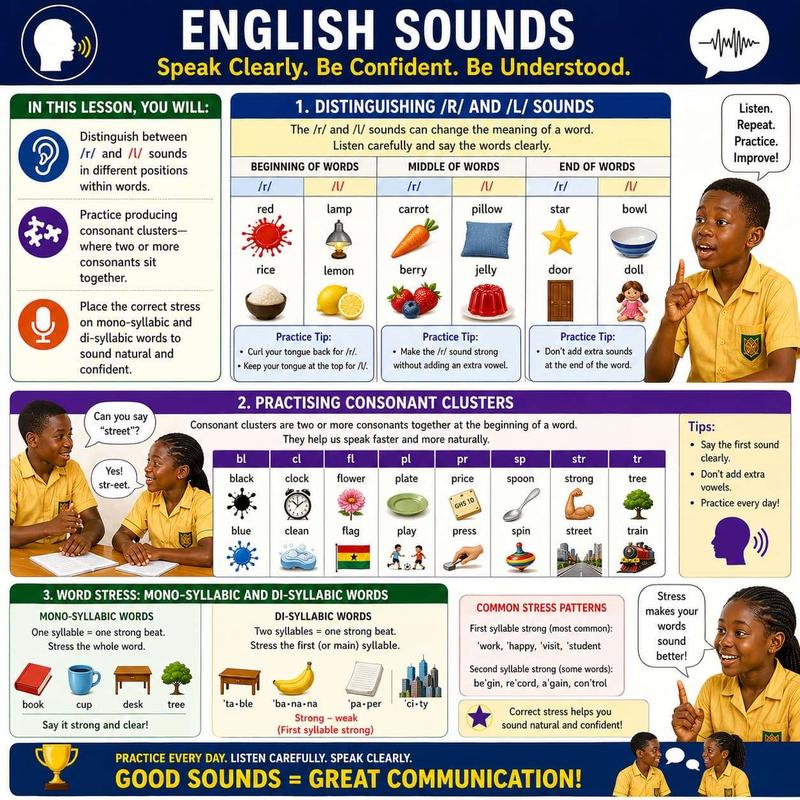 ENGLISH SOUNDS
Speak Clearly. Be Confident. Be Understood.
IN THIS LESSON, YOU WILL:
Distinguish between
/r/ and /l/ sounds
in different positions
within words.
Practice producing
consonant clusters—
where two or more
consonants sit
together.
Place the correct stress
on mono-syllabic and
di-syllabic words to
sound natural and
confident.
1. DISTINGUISHING /R/ AND /L/ SOUNDS
The /r/ and /l/ sounds can change the meaning of a word.
Listen carefully and say the words clearly.
BEGINNING OF WORDS MIDDLE OF WORDS END OF WORDS
/r/ /l/ /r/ /l/ /r/ /l/
red lamp carrot pillow star bowl
rice lemon berry jelly door doll
Practice Tip:
• Curl your tongue back for /r/.
• Keep your tongue at the top for /l/.
Practice Tip:
• Make the /r/ sound strong
without adding an extra vowel.
Practice Tip:
• Don't add extra sounds
at the end of the word.
Listen.
Repeat.
Practice.
Improve!
2. PRACTISING CONSONANT CLUSTERS
Can you say
"street"?
Yes!
str-eet.
Consonant clusters are two or more consonants together at the beginning of a word.
They help us speak faster and more naturally.
bl cl fl pl pr sp str tr
black clock flower plate price spoon strong tree
GHS 10
blue clean flag play press spin street train
Tips:
• Say the first sound
clearly.
• Don't add extra
vowels.
• Practice every day!
3. WORD STRESS: MONO-SYLLABIC AND DI-SYLLABIC WORDS
MONO-SYLLABIC WORDS
One syllable = one strong beat.
Stress the whole word.
book cup desk tree
Say it strong and clear!
DI-SYLLABIC WORDS
Two syllables = one strong beat.
Stress the first (or main) syllable.
'ta·ble 'ba·na·na 'pa·per 'ci·ty
Strong – weak
(First syllable strong)
COMMON STRESS PATTERNS
First syllable strong (most common):
'work, 'happy, 'visit, 'student
Second syllable strong (some words):
be'gin, re'cord, a'gain, con'trol
Correct stress helps you
sound natural and confident!
Stress
makes your
words
sound
better!
PRACTICE EVERY DAY. LISTEN CAREFULLY. SPEAK CLEARLY.
GOOD SOUNDS = GREAT COMMUNICATION!